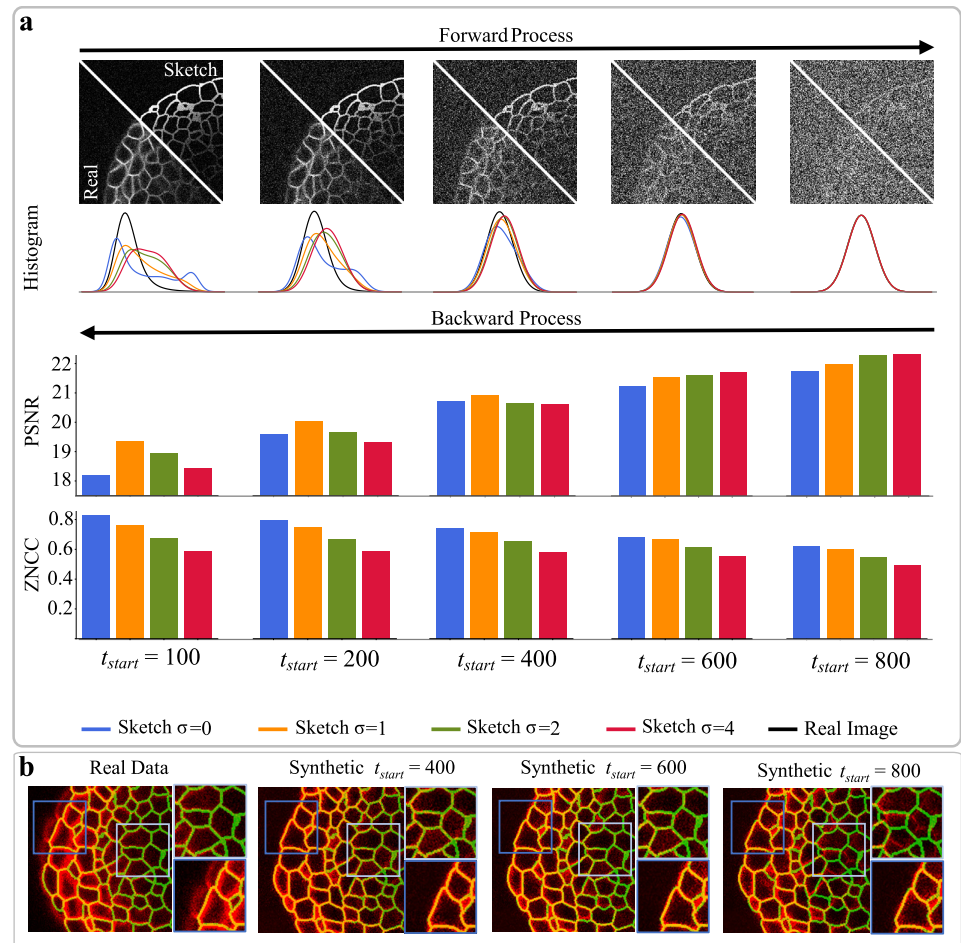 a
Forward Process
Sketch
Real
Histogram
Backward Process
PSNR
22
21
20
19
18
ZNCC
0.8
0.6
0.4
0.2
t_start = 100
t_start = 200
t_start = 400
t_start = 600
t_start = 800
Sketch σ=0
Sketch σ=1
Sketch σ=2
Sketch σ=4
Real Image
b
Real Data
Synthetic t_start = 400
Synthetic t_start = 600
Synthetic t_start = 800